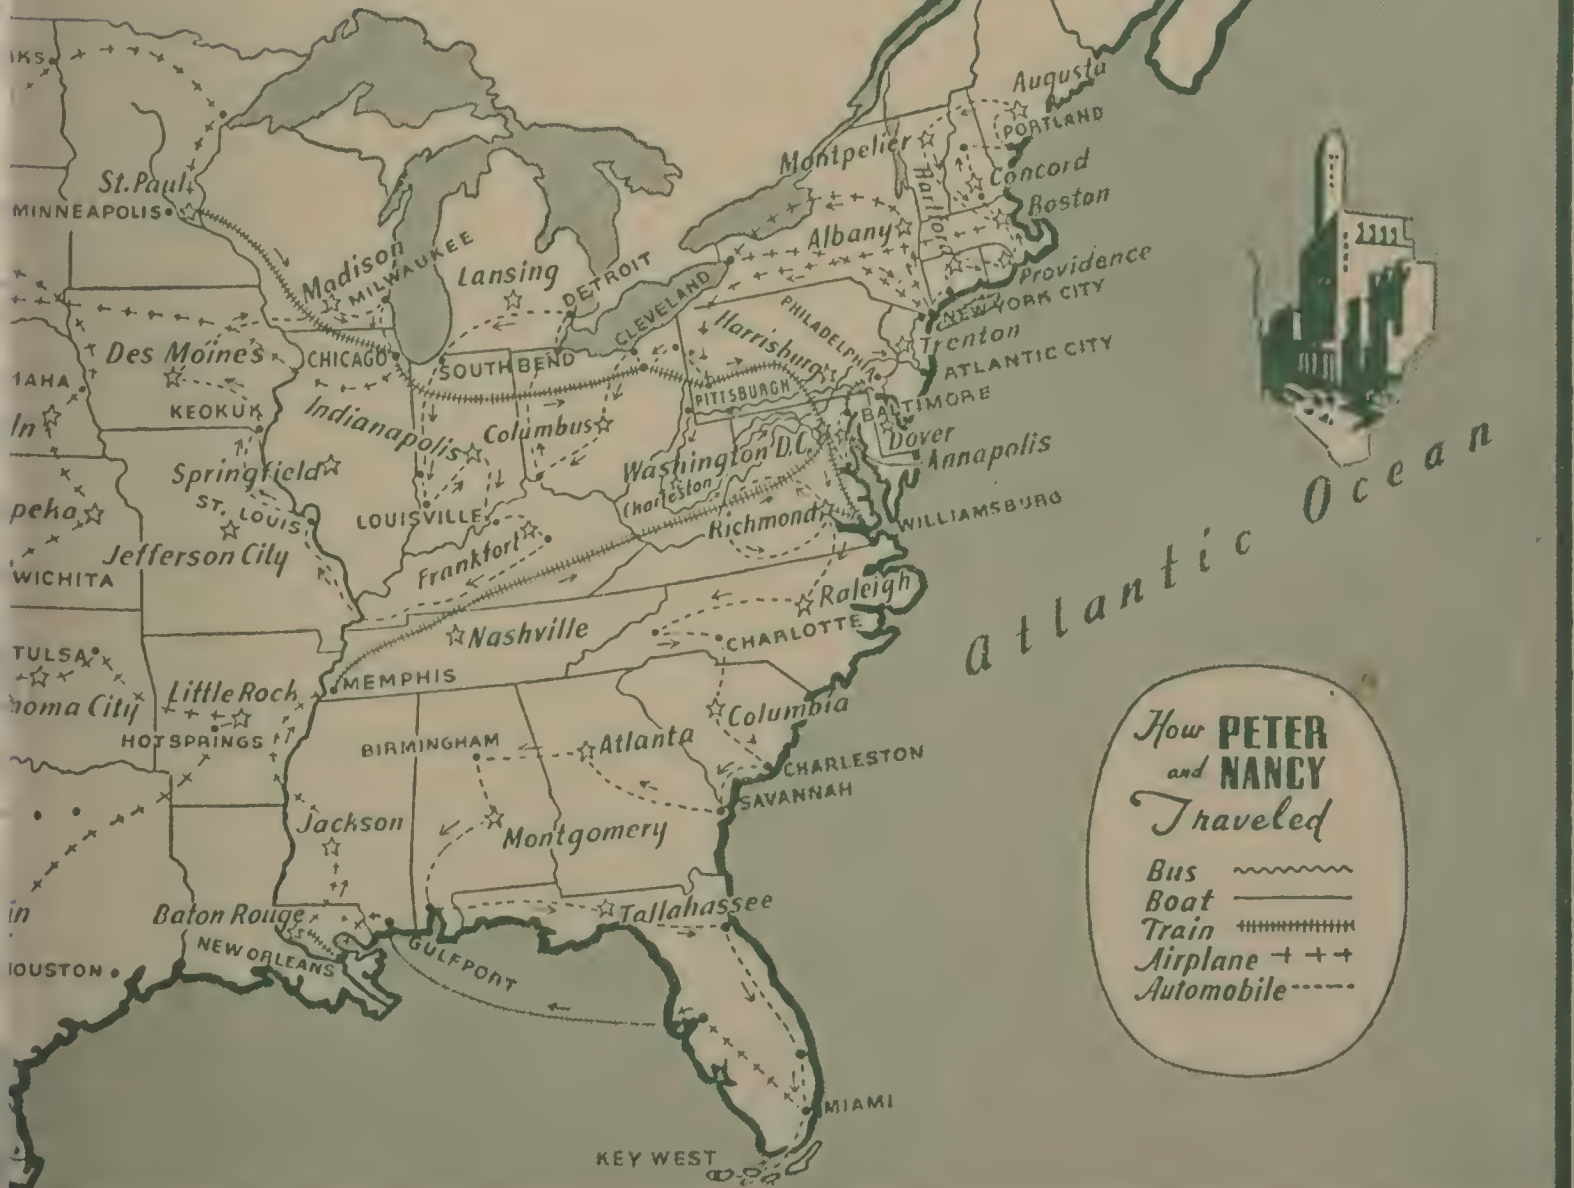 Augusta
PORTLAND
Montpelier
Concord
Hartford
Boston
St. Paul
MINNEAPOLIS
Albany
Madison
MILWAUKEE
Lansing
DETROIT
Providence
CLEVELAND
NEW YORK CITY
PHILADELPHIA
Harrisburg
Trenton
ATLANTIC CITY
Des Moines
CHICAGO
SOUTH BEND
PITTSBURGH
BALTIMORE
KEOKUK
Indianapolis
Columbus
Dover
Washington D.C.
Annapolis
Springfield
Charleston
ST. LOUIS
LOUISVILLE
Richmond
WILLIAMSBURG
Jefferson City
Frankfort
WICHITA
Raleigh
Nashville
CHARLOTTE
TULSA
MEMPHIS
Little Rock
oma City
HOT SPRINGS
Columbia
BIRMINGHAM
Atlanta
CHARLESTON
SAVANNAH
Jackson
Montgomery
Baton Rouge
Tallahassee
NEW ORLEANS
GULFPORT
OUSTON
MIAMI
KEY WEST
Atlantic Ocean
How PETER
and NANCY
Traveled
Bus
Boat
Train
Airplane
Automobile